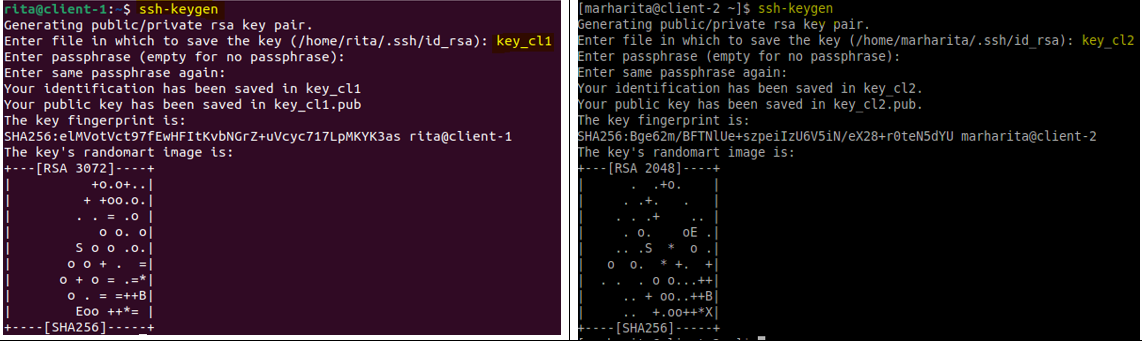 rita@client-1:~$ ssh-keygen
Generating public/private rsa key pair.
Enter file in which to save the key (/home/rita/.ssh/id_rsa): key_cl1
Enter passphrase (empty for no passphrase):
Enter same passphrase again:
Your identification has been saved in key_cl1
Your public key has been saved in key_cl1.pub
The key fingerprint is:
SHA256:elMVotVct97fEwHFItKvbNGrZ+uVcyc717LpMKYK3as rita@client-1
The key's randomart image is:
+---[RSA 3072]----+
|          +o.o+..|
|         + +oo.o.|
|        . . = .o |
|           o o. o|
|        S o o .o.|
|       o o + .  =|
|      o + o = .=*|
|       o . = =++B|
|        Eoo ++*= |
+----[SHA256]-----+
[marharita@client-2 ~]$ ssh-keygen
Generating public/private rsa key pair.
Enter file in which to save the key (/home/marharita/.ssh/id_rsa): key_cl2
Enter passphrase (empty for no passphrase):
Enter same passphrase again:
Your identification has been saved in key_cl2.
Your public key has been saved in key_cl2.pub.
The key fingerprint is:
SHA256:Bge62m/BFTNlUe+szpeiIzU6V5iN/eX28+r0teN5dYU marharita@client-2
The key's randomart image is:
+---[RSA 2048]----+
|      .  .+o.    |
|     . .+.   .   |
|    . . .+    .. |
|     . o.    oE .|
|    .. .S  *  o .|
|   o  o.  * +.  +|
|  . .  . o o...++|
|     .. + oo..++B|
|     ..  +.oo++*X|
+----[SHA256]-----+